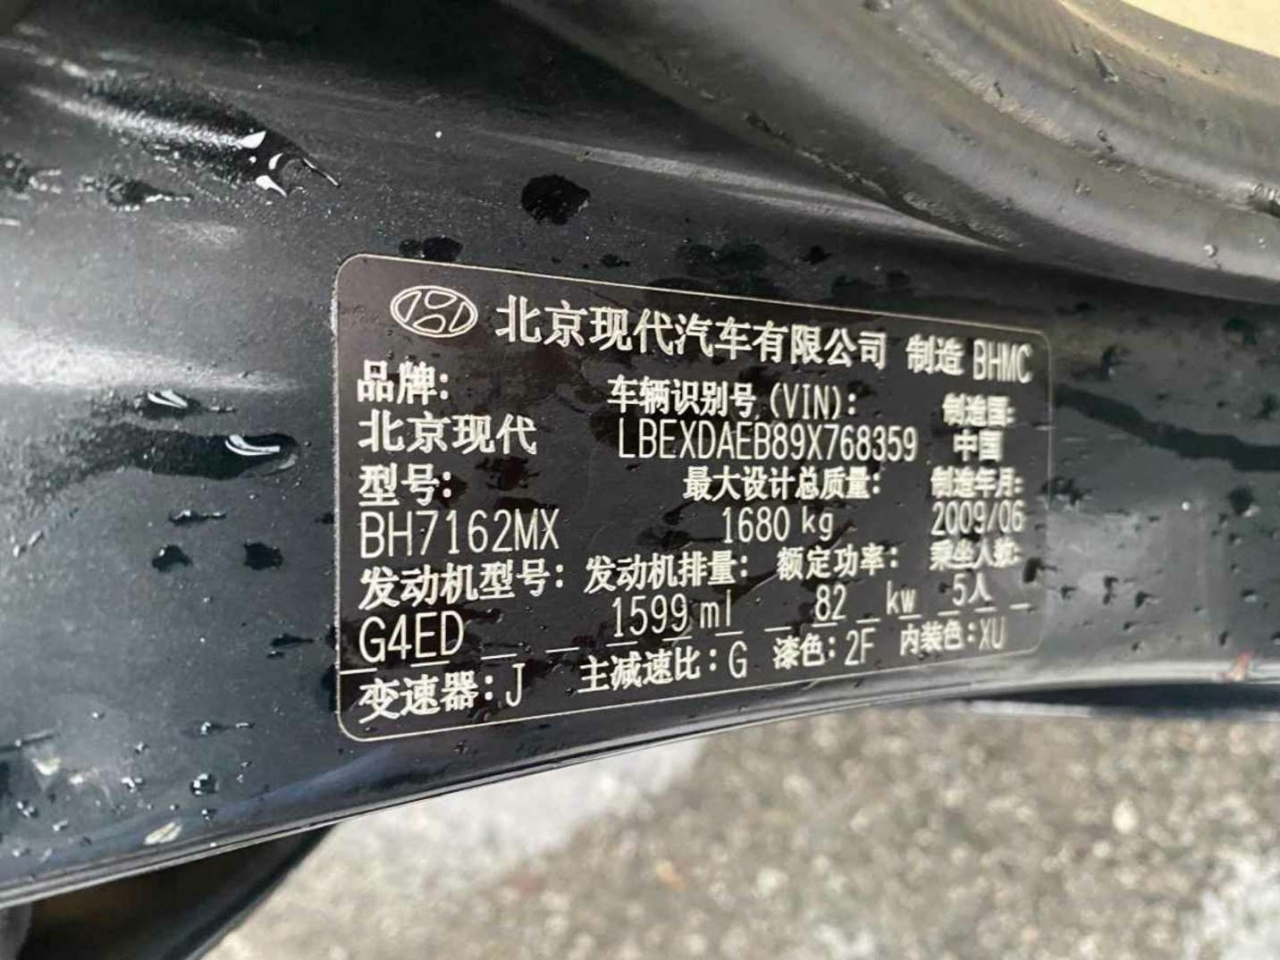 北京现代汽车有限公司 制造 BHMC
品牌: 车辆识别号(VIN): 制造国:
北京现代 LBEXDAEB89X768359 中国
型号: 最大设计总质量: 制造年月:
BH7162MX 1680 kg 2009/06
发动机型号: 发动机排量: 额定功率: 乘坐人数:
G4ED 1599 ml 82 kw 5人
变速器: J 主减速比: G 漆色: 2F 内装色: XU